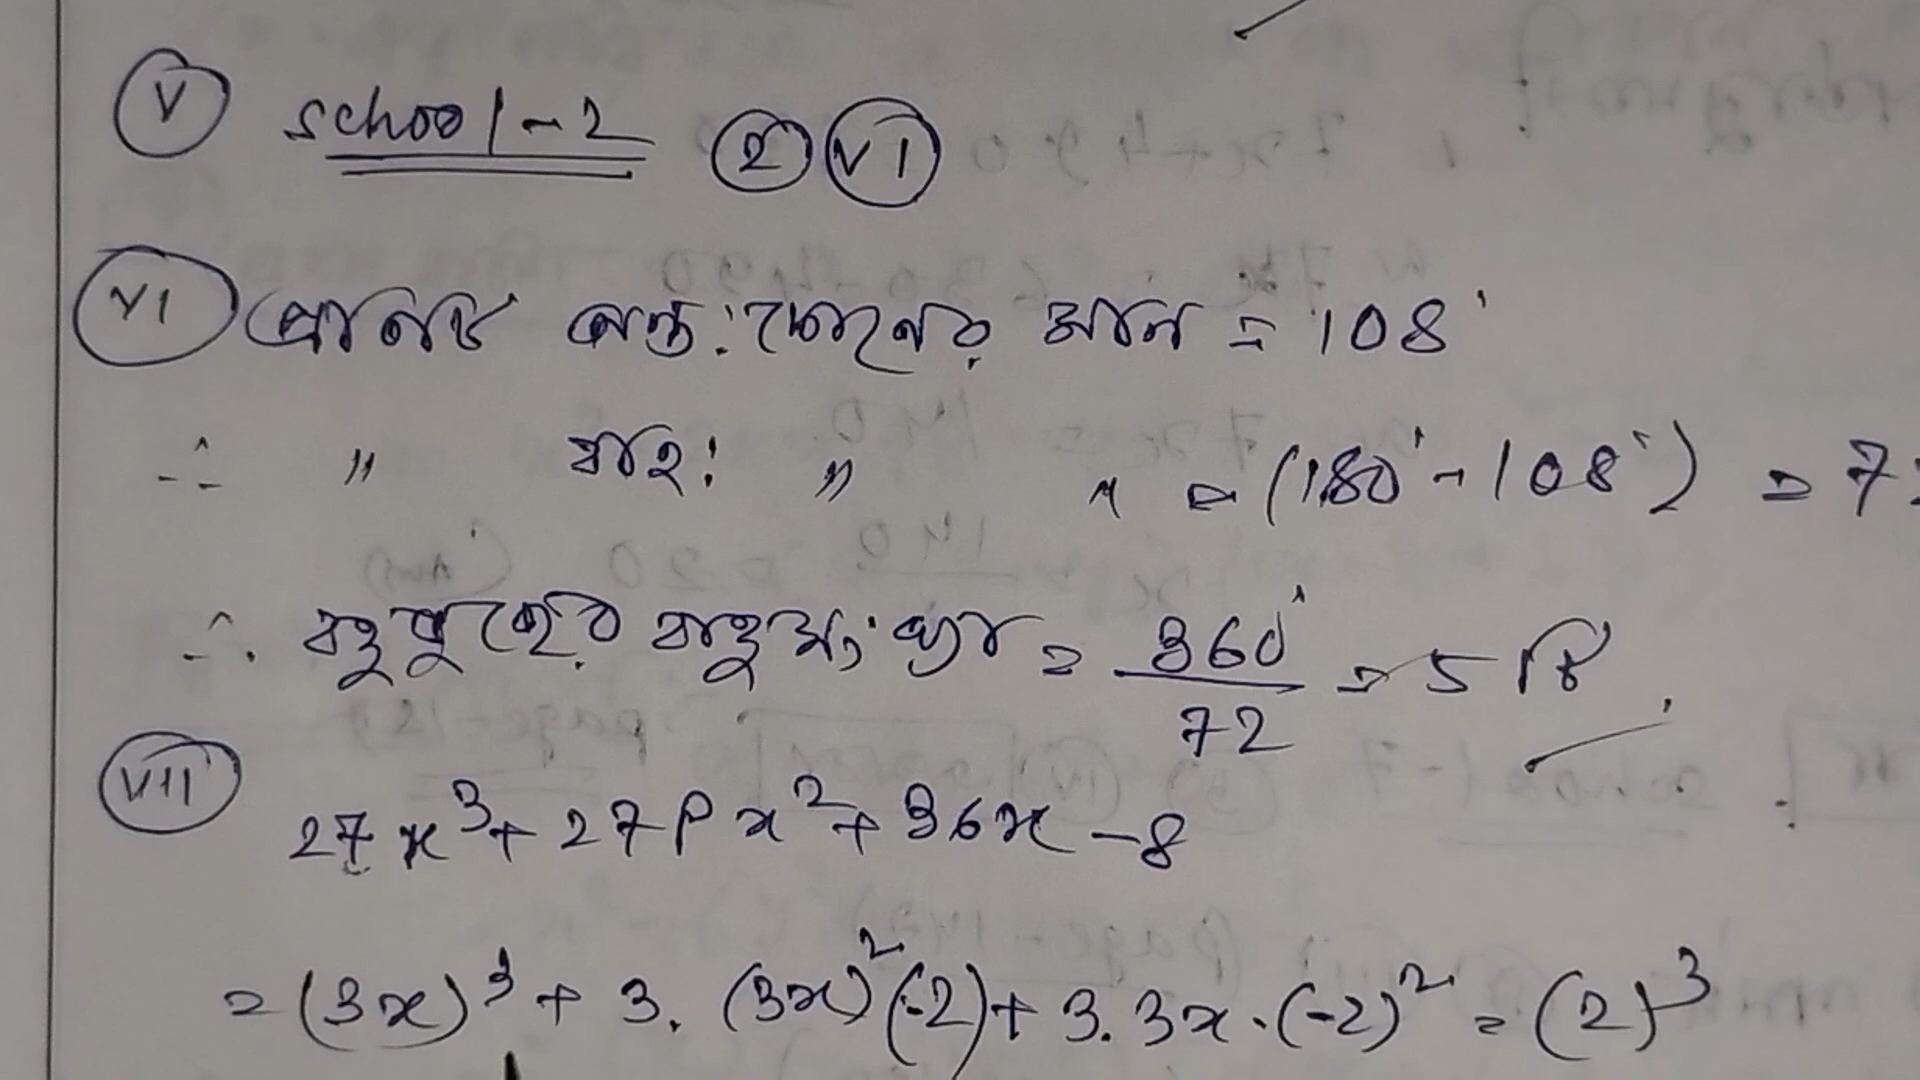 (V) school-2 (2) (VI)
(VI) প্রতিটি অন্ত:কোণের মান = 108°
∴ " বহি: " " = (180° - 108°) = 7
∴ বহুভুজের বাহুসংখ্যা = 360° / 72 = 5 টি.
(VII)
27x³ + 27px² + 36x - 8
= (3x)³ + 3. (3x)² (-2) + 3. 3x. (-2)² - (2)³